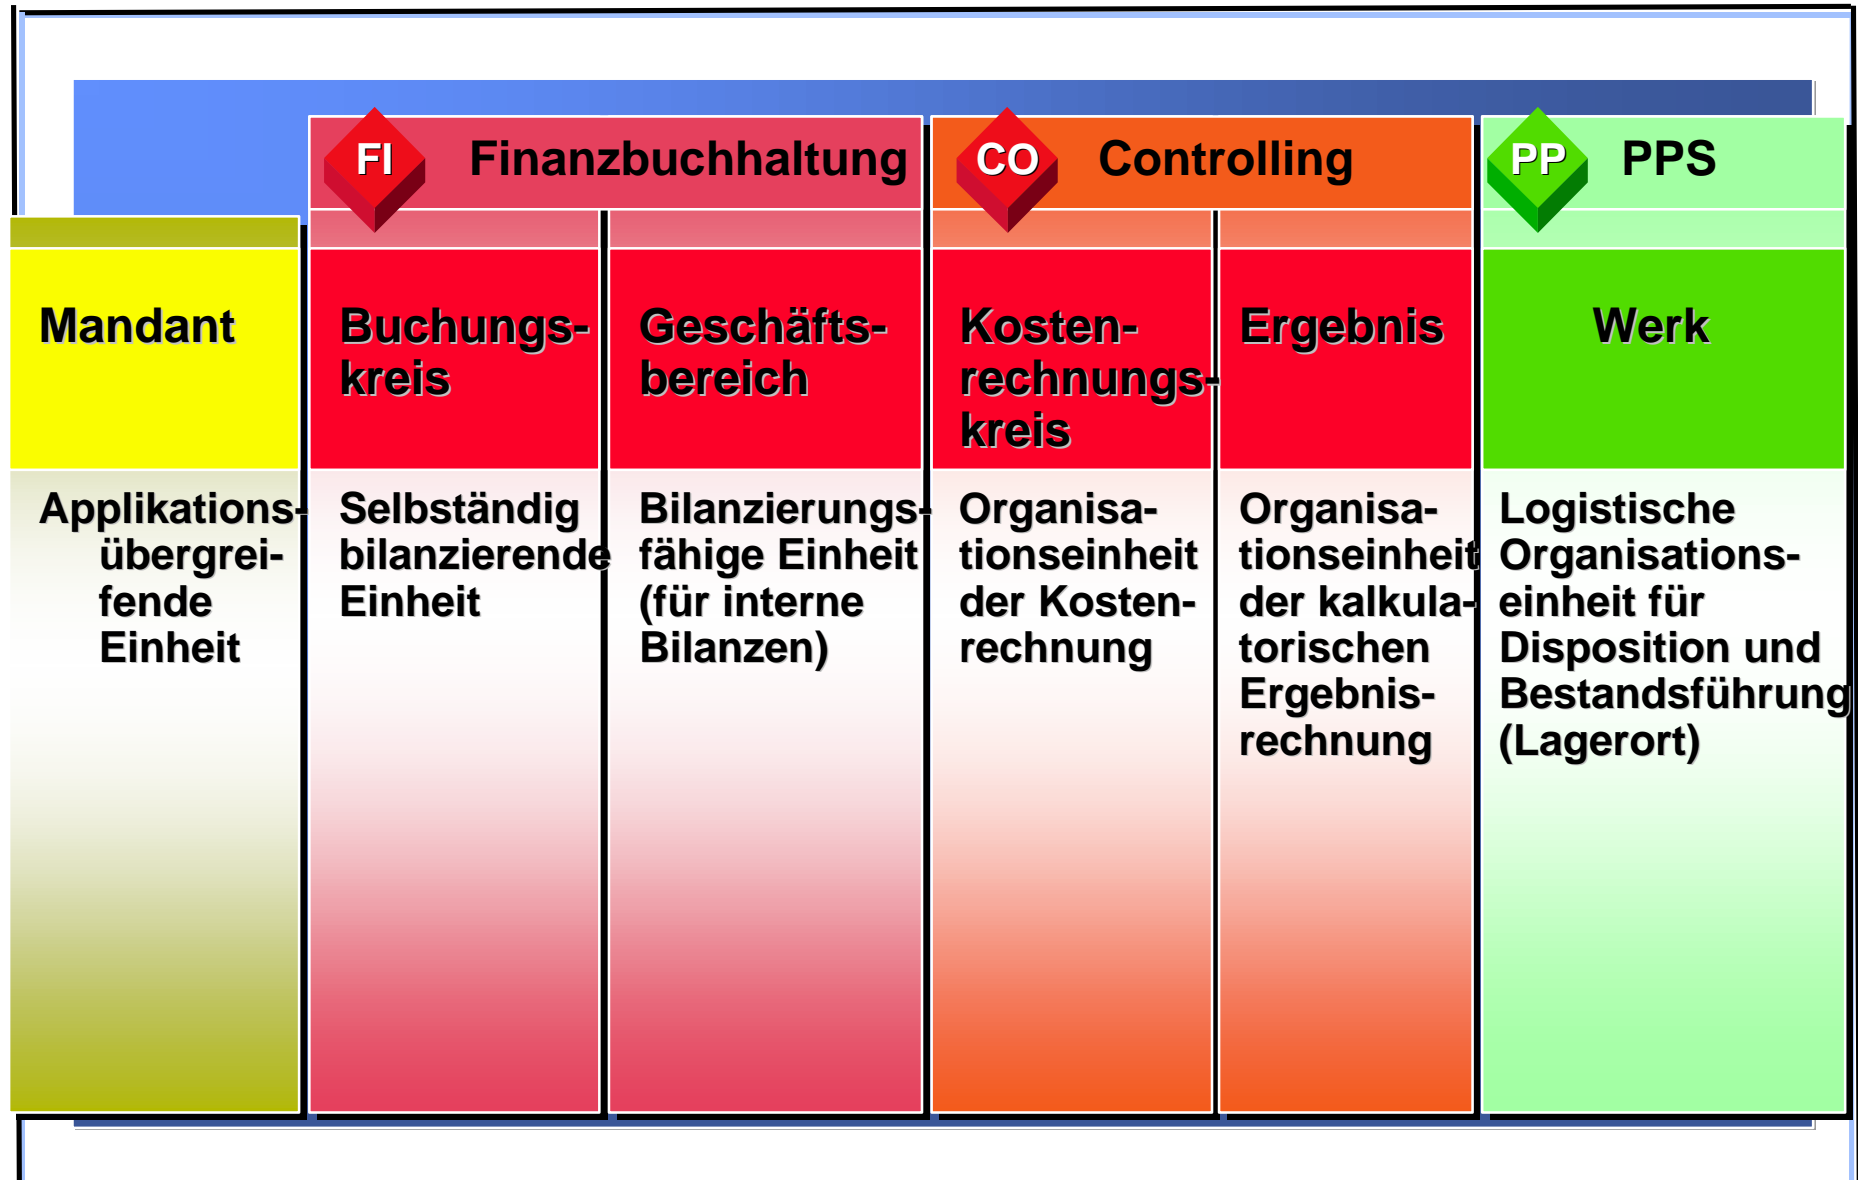 FI
Finanzbuchhaltung
CO
Controlling
PP
PPS
Mandant
Buchungs-
kreis
Geschäfts-
bereich
Kosten-
rechnungs-
kreis
Ergebnis
Werk
Applikations-
übergrei-
fende
Einheit
Selbständig
bilanzierende
Einheit
Bilanzierungs-
fähige Einheit
(für interne
Bilanzen)
Organisa-
tionseinheit
der Kosten-
rechnung
Organisa-
tionseinheit
der kalkula-
torischen
Ergebnis-
rechnung
Logistische
Organisations-
einheit für
Disposition und
Bestandsführung
(Lagerort)